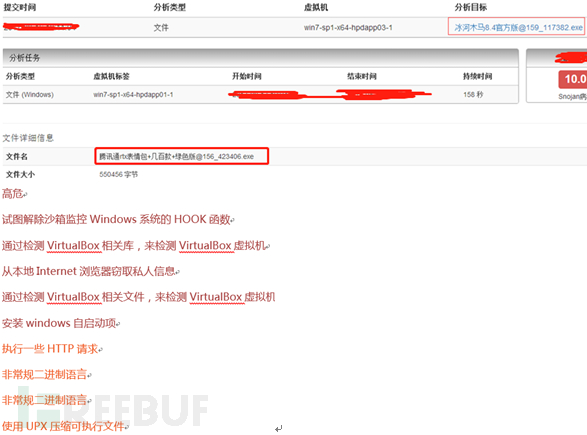 提交时间 分析类型 虚拟机 分析目标
文件 win7-sp1-x64-hpdapp03-1 冰河木马8.4官方版@159_117382.exe
分析任务
分析类型 虚拟机标签 开始时间 结束时间 持续时间
文件 (Windows) win7-sp1-x64-hpdapp01-1 158 秒
10.0
Snojan病
文件详细信息
文件名 腾讯通rtx表情包+几百款+绿色版@156_423406.exe
文件大小 550456 字节
高危
试图解除沙箱监控 Windows 系统的 HOOK 函数
通过检测 VirtualBox 相关库，来检测 VirtualBox 虚拟机
从本地 Internet 浏览器窃取私人信息
通过检测 VirtualBox 相关文件，来检测 VirtualBox 虚拟机
安装 windows 自启动项
执行一些 HTTP 请求
非常规二进制语言
非常规二进制语言
使用 UPX 压缩可执行文件
REEBUF